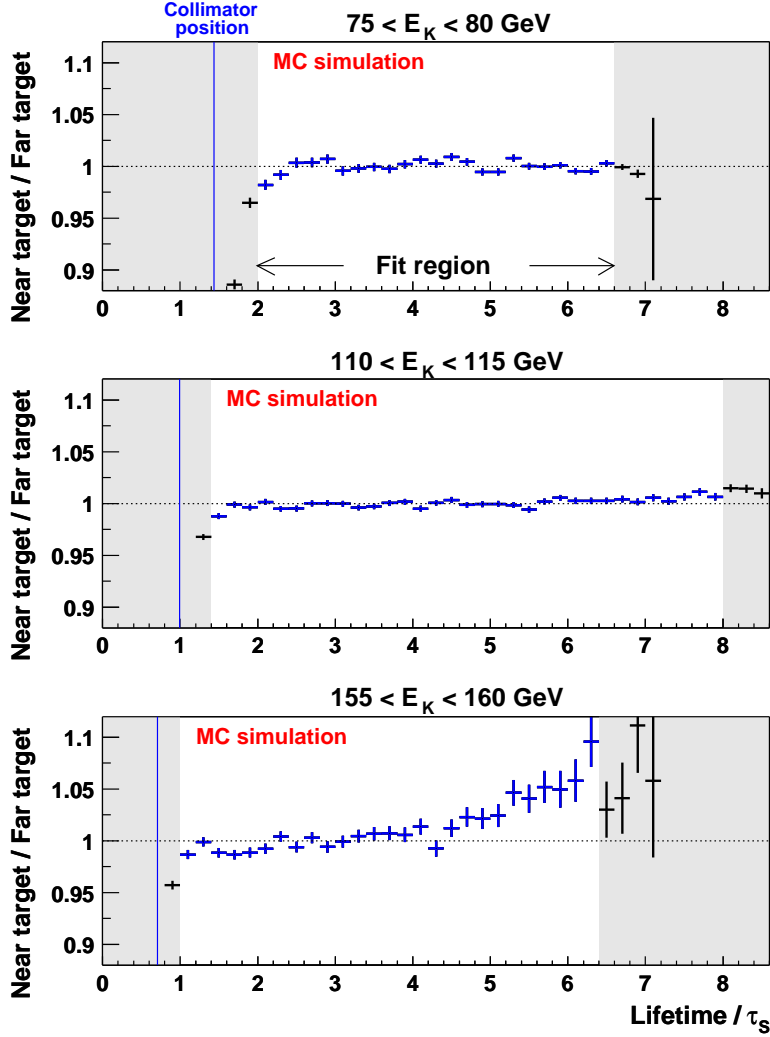 Collimator
position
75 < E_K < 80 GeV
MC simulation
Near target / Far target
1.1
1.05
1
0.95
0.9
Fit region
0 1 2 3 4 5 6 7 8
110 < E_K < 115 GeV
MC simulation
Near target / Far target
1.1
1.05
1
0.95
0.9
0 1 2 3 4 5 6 7 8
155 < E_K < 160 GeV
MC simulation
Near target / Far target
1.1
1.05
1
0.95
0.9
0 1 2 3 4 5 6 7 8
Lifetime / τ_S